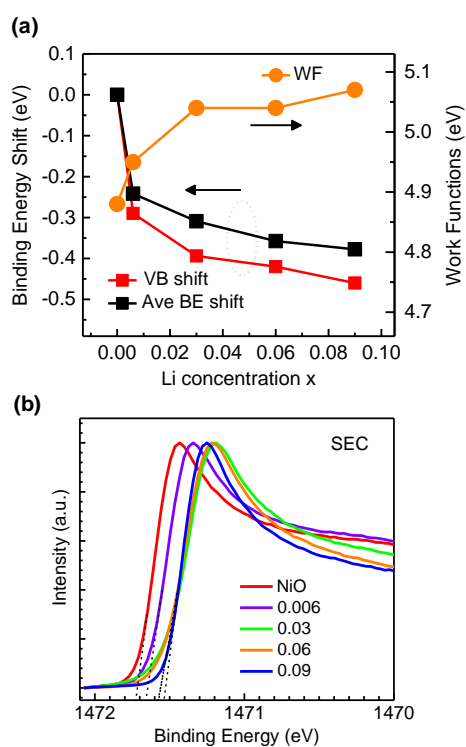 (a)
0.1
0.0
-0.1
-0.2
-0.3
-0.4
-0.5
Binding Energy Shift (eV)
WF
5.1
5.0
4.9
4.8
4.7
Work Functions (eV)
VB shift
Ave BE shift
0.00 0.02 0.04 0.06 0.08 0.10
Li concentration x
(b)
SEC
Intensity (a.u.)
NiO
0.006
0.03
0.06
0.09
1472 1471 1470
Binding Energy (eV)